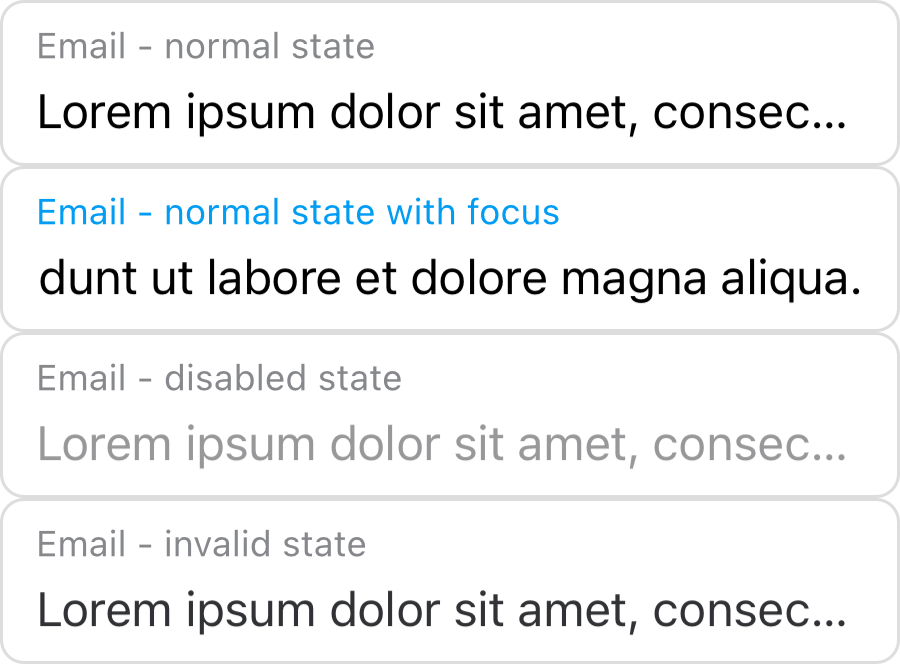 Email - normal state
Lorem ipsum dolor sit amet, consec...
Email - normal state with focus
dunt ut labore et dolore magna aliqua.
Email - disabled state
Lorem ipsum dolor sit amet, consec...
Email - invalid state
Lorem ipsum dolor sit amet, consec...